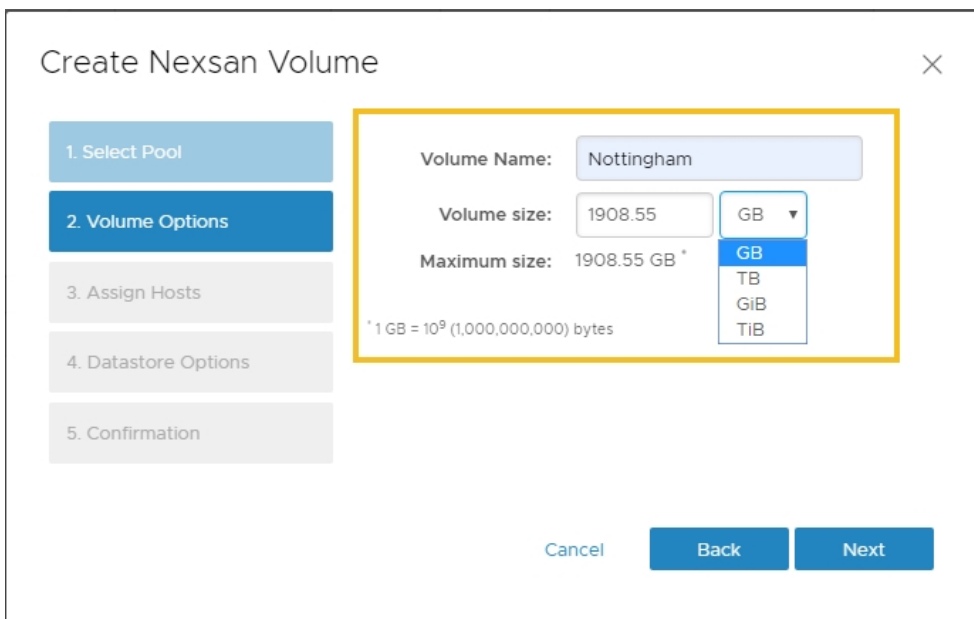 Create Nexsan Volume
1. Select Pool
2. Volume Options
3. Assign Hosts
4. Datastore Options
5. Confirmation
Volume Name: Nottingham
Volume size: 1908.55 GB
Maximum size: 1908.55 GB *
GB
TB
GiB
TiB
* 1 GB = 10⁹ (1,000,000,000) bytes
Cancel Back Next